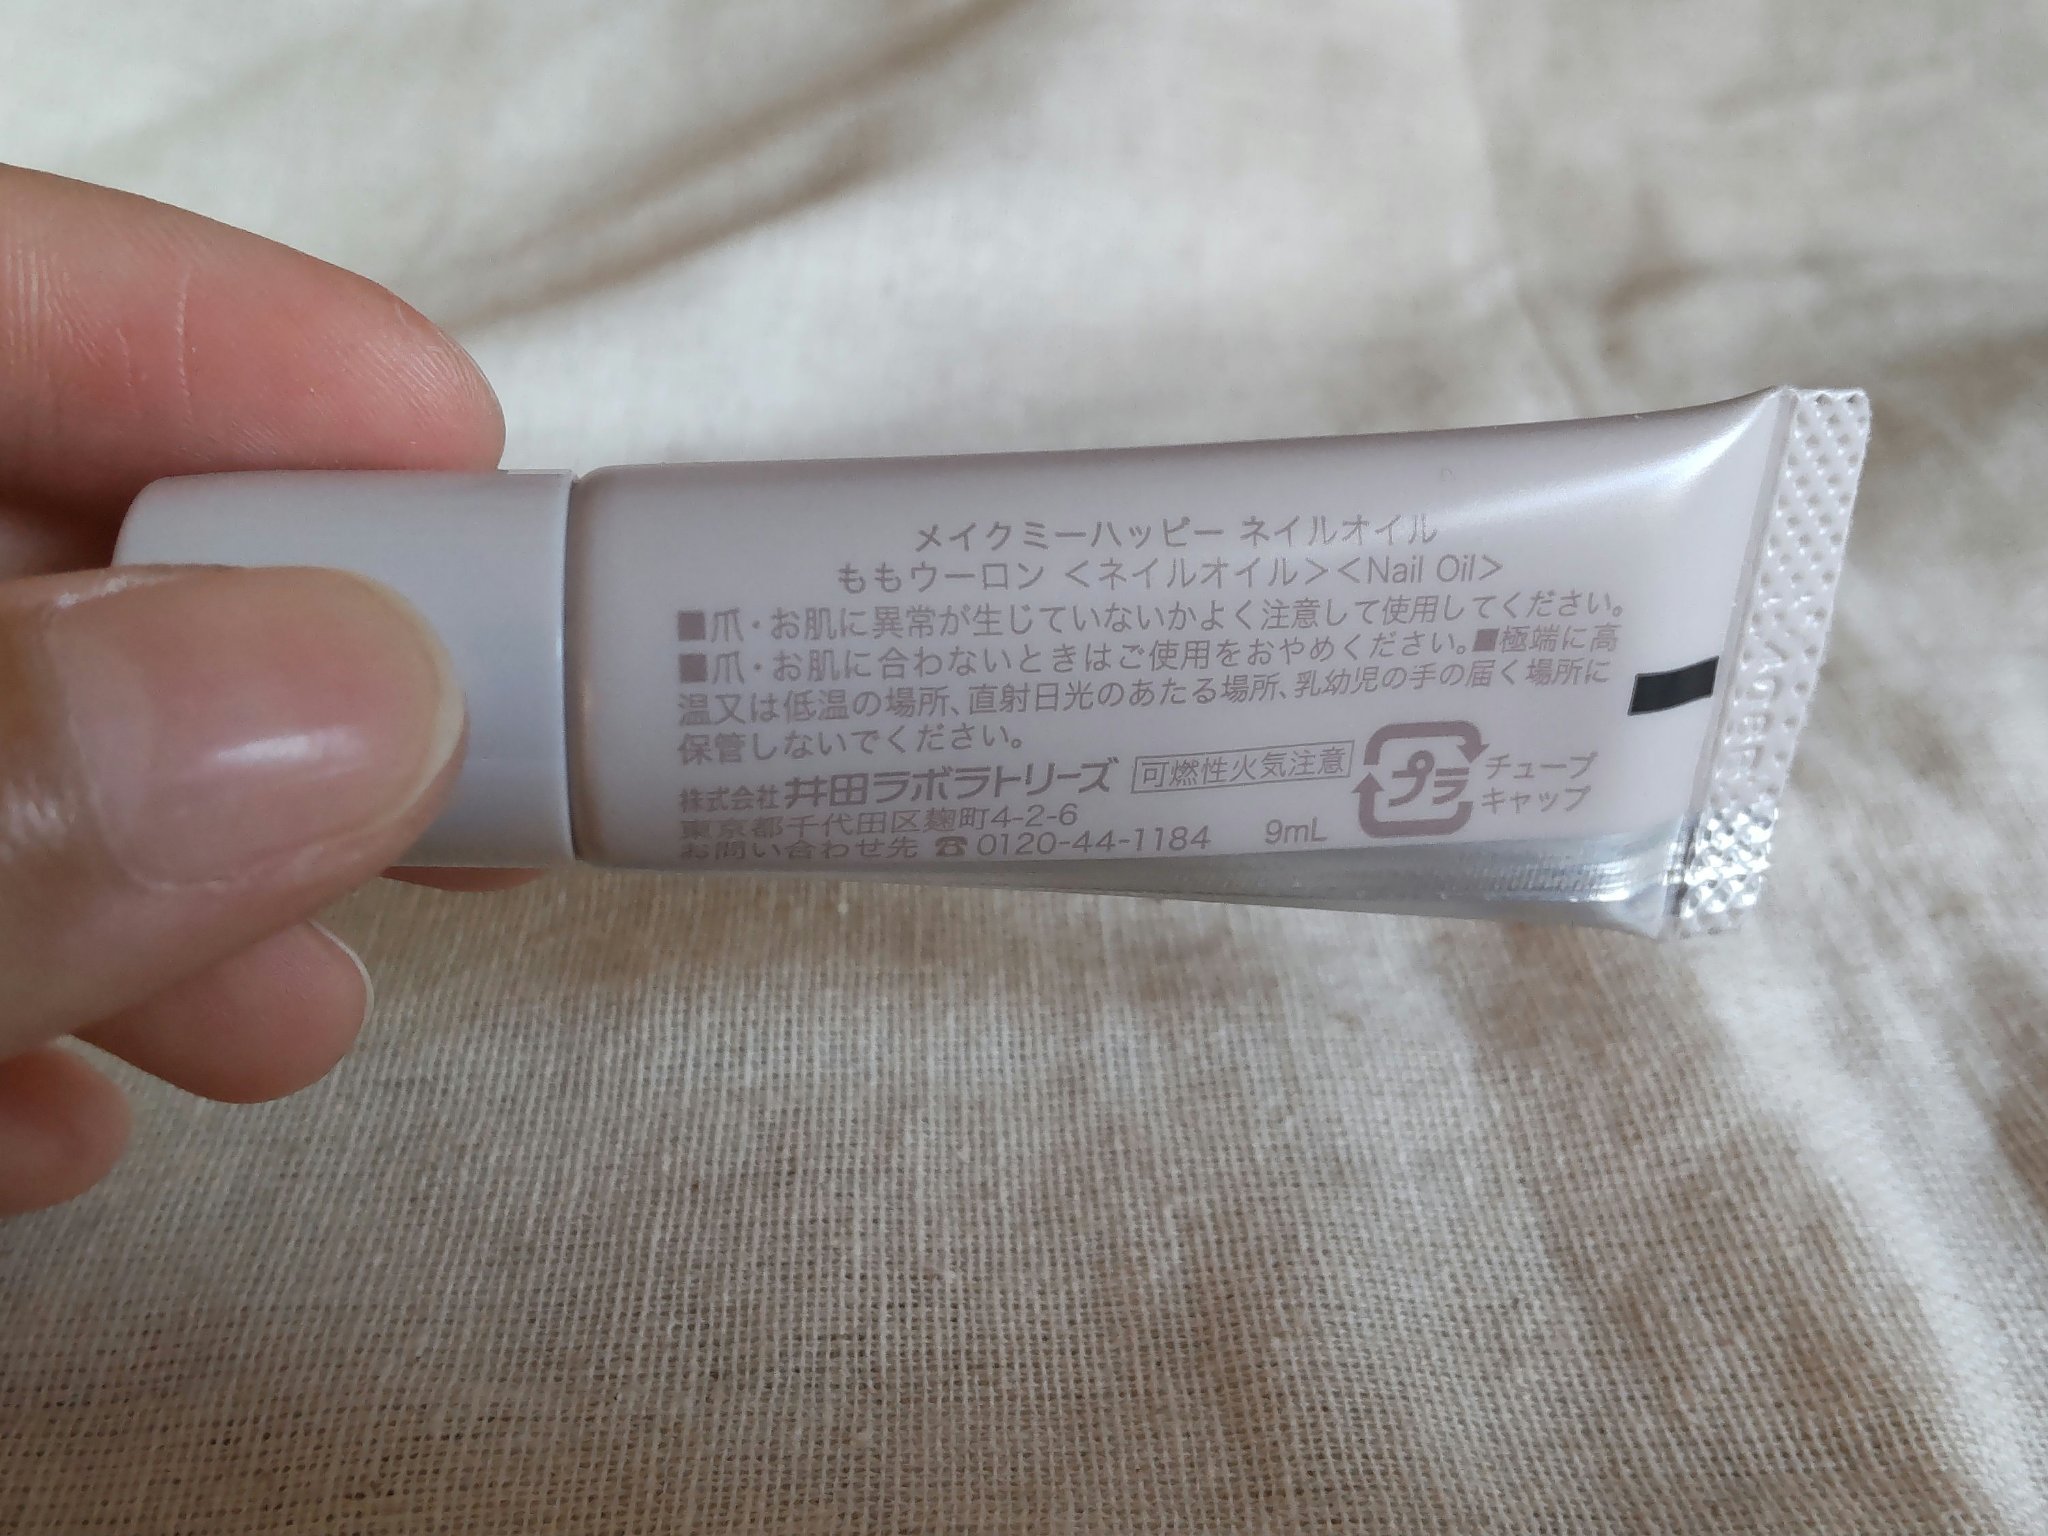 メイクミーハッピー ネイルオイル
ももウーロン <ネイルオイル><Nail Oil>
■爪・お肌に異常が生じていないかよく注意して使用してください。
■爪・お肌に合わないときはご使用をおやめください。■極端に高
温又は低温の場所、直射日光のあたる場所、乳幼児の手の届く場所に
保管しないでください。
株式会社 井田ラボラトリーズ 可燃性火気注意
東京都千代田区麹町4-2-6
お問い合わせ先 ☎0120-44-1184 9mL
プラ チューブ
キャップ